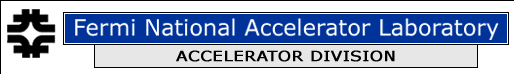 Fermi National Accelerator Laboratory
ACCELERATOR DIVISION